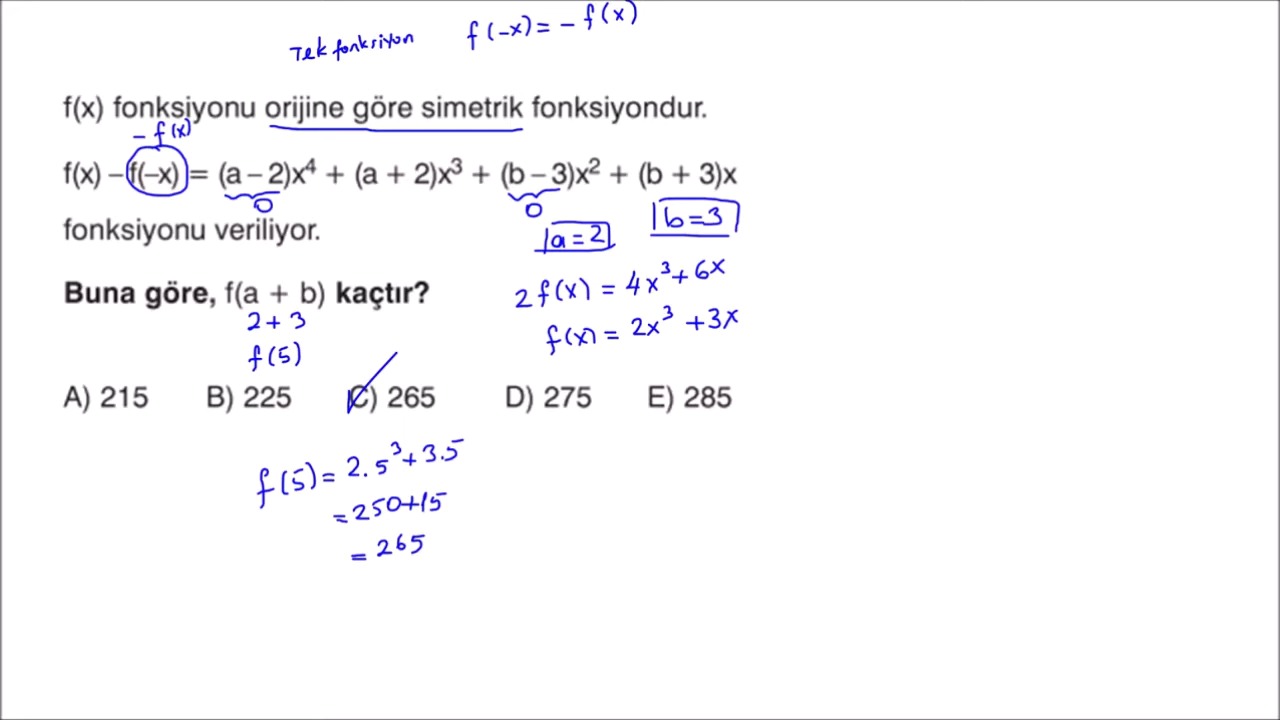 Tek fonksiyon f(-x) = - f(x)
f(x) fonksiyonu orijine göre simetrik fonksiyondur.
- f(x)
f(x) – f(–x) = (a – 2)x⁴ + (a + 2)x³ + (b – 3)x² + (b + 3)x
0 0
fonksiyonu veriliyor.
a = 2 b = 3
2 f(x) = 4x³ + 6x
Buna göre, f(a + b) kaçtır?
2 + 3
f(x) = 2x³ + 3x
f(5)
A) 215 B) 225 C) 265 D) 275 E) 285
f(5) = 2.5³ + 3.5
= 250+15
= 265